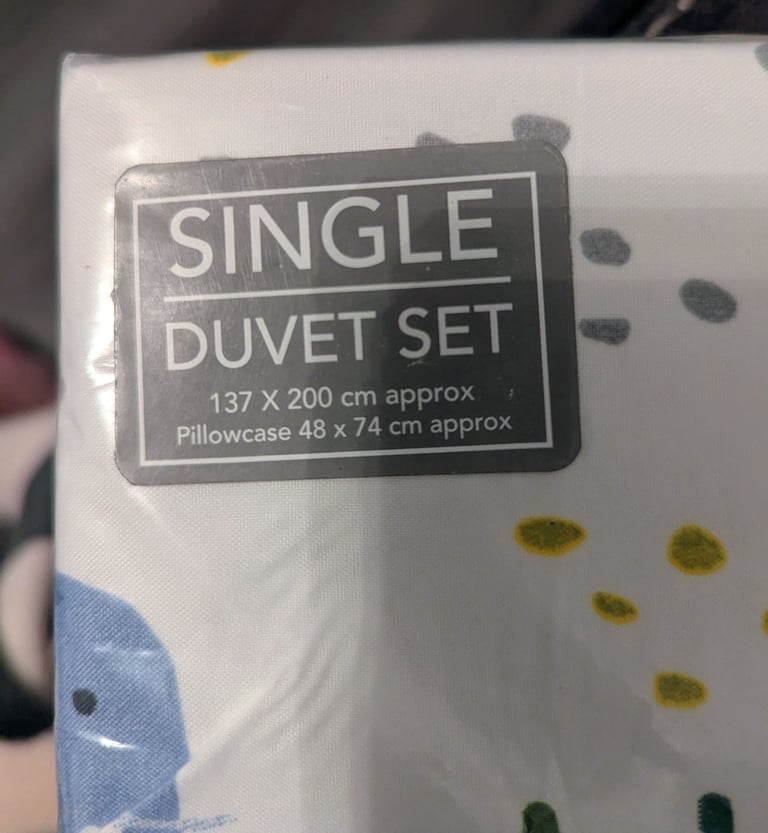 SINGLE
DUVET SET
137 X 200 cm approx
Pillowcase 48 x 74 cm approx